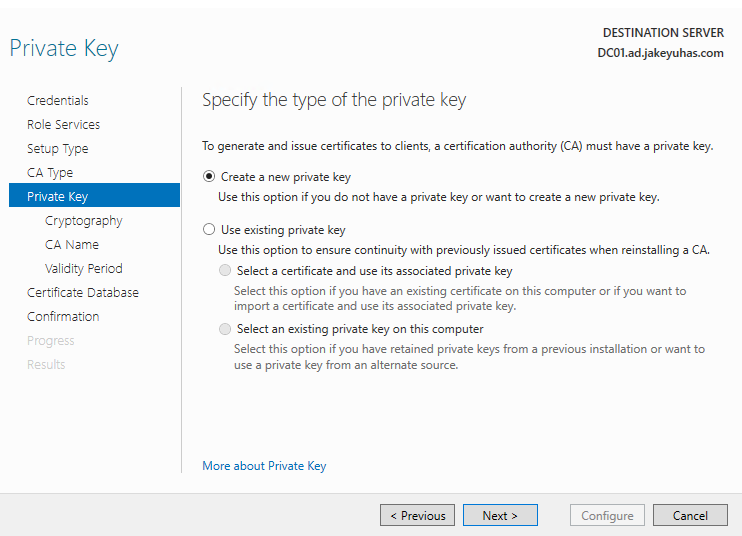 Private Key
DESTINATION SERVER
DC01.ad.jakeyuhas.com
Credentials
Role Services
Setup Type
CA Type
Private Key
Cryptography
CA Name
Validity Period
Certificate Database
Confirmation
Progress
Results
Specify the type of the private key
To generate and issue certificates to clients, a certification authority (CA) must have a private key.
Create a new private key
Use this option if you do not have a private key or want to create a new private key.
Use existing private key
Use this option to ensure continuity with previously issued certificates when reinstalling a CA.
Select a certificate and use its associated private key
Select this option if you have an existing certificate on this computer or if you want to
import a certificate and use its associated private key.
Select an existing private key on this computer
Select this option if you have retained private keys from a previous installation or want to
use a private key from an alternate source.
More about Private Key
< Previous
Next >
Configure
Cancel